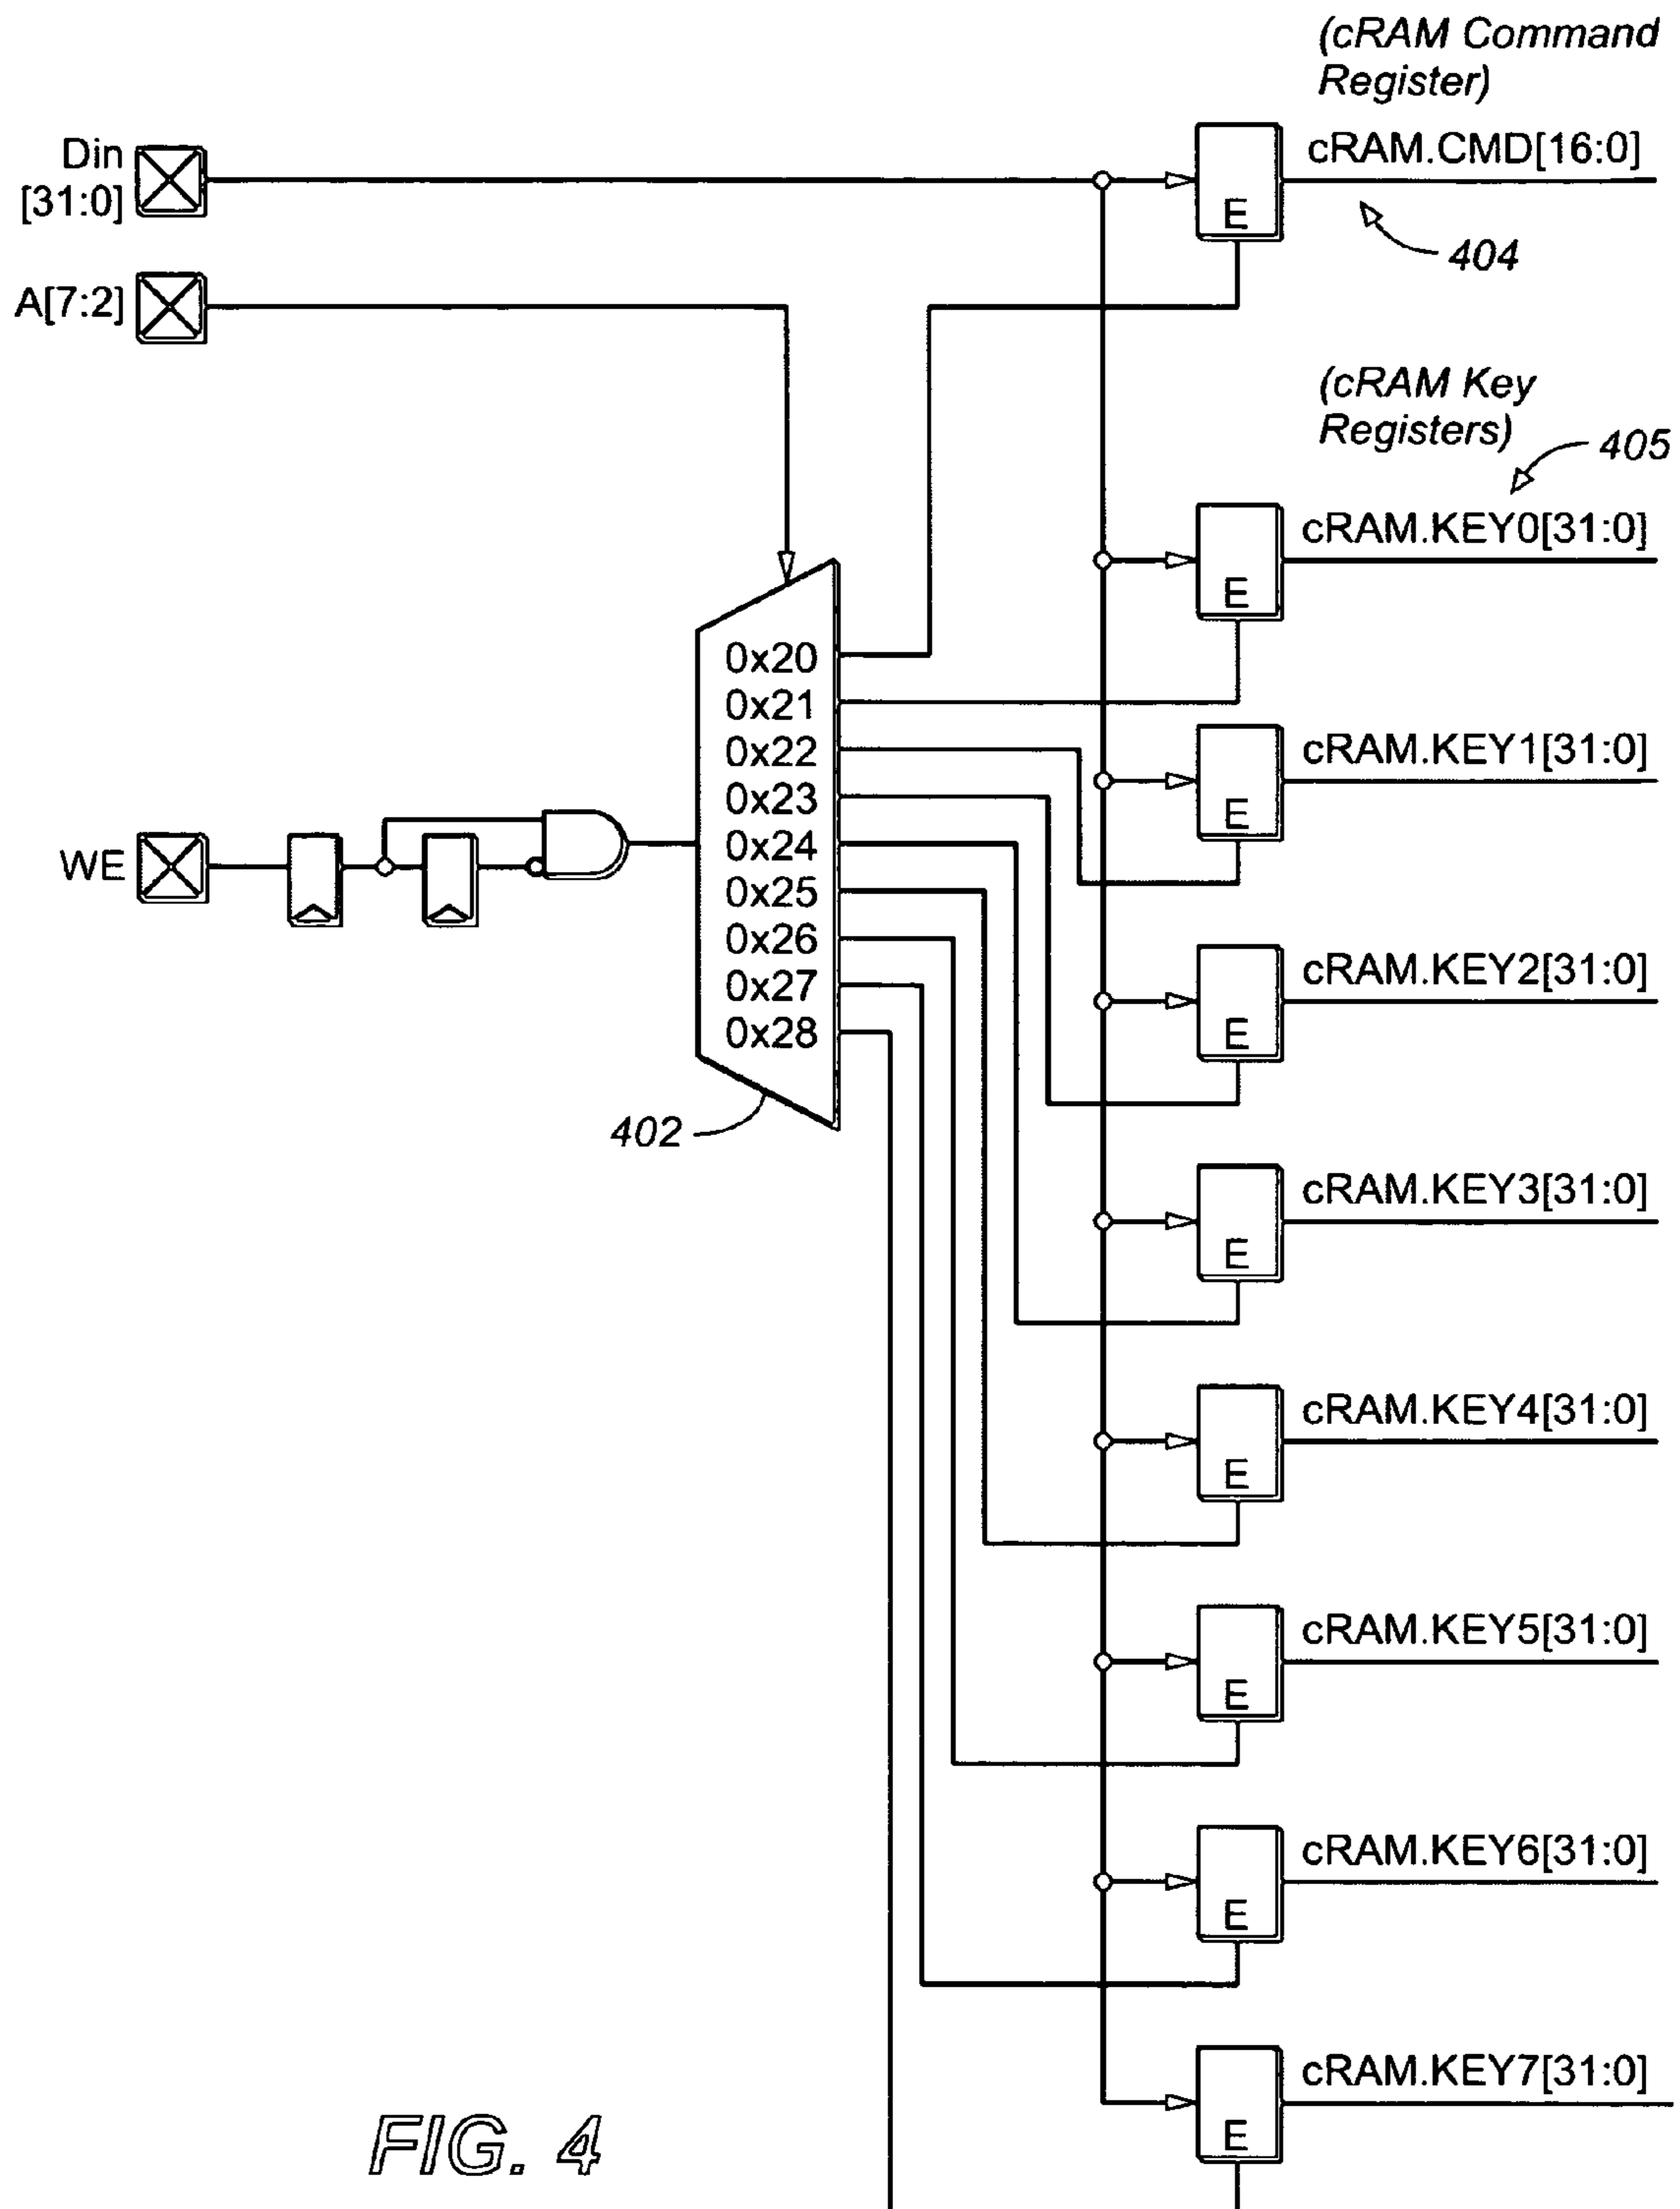 (cRAM Command
Register)
Din
[31:0]
cRAM.CMD[16:0]
E
404
A[7:2]
(cRAM Key
Registers)
405
cRAM.KEY0[31:0]
E
0x20
0x21
0x22
0x23
0x24
0x25
0x26
0x27
0x28
cRAM.KEY1[31:0]
E
WE
cRAM.KEY2[31:0]
E
402
cRAM.KEY3[31:0]
E
cRAM.KEY4[31:0]
E
cRAM.KEY5[31:0]
E
cRAM.KEY6[31:0]
E
cRAM.KEY7[31:0]
E
FIG. 4